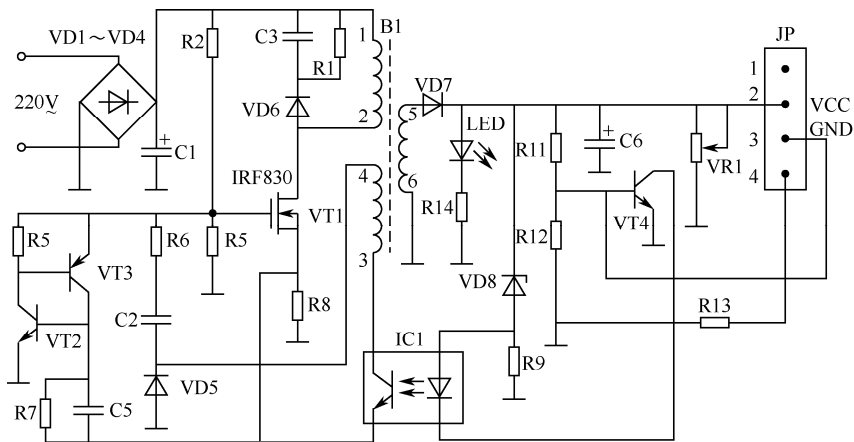 VD1～VD4
R2
C3
R1
1
B1
JP
220V
~
VD6
2
VD7
5
1
2
VCC
3
GND
4
+
C1
LED
R11
+
C6
VR1
IRF830
VT1
4
6
R14
VT4
R5
VT3
R6
R5
R12
3
VD8
R8
R13
VT2
C2
IC1
R9
VD5
R7
C5